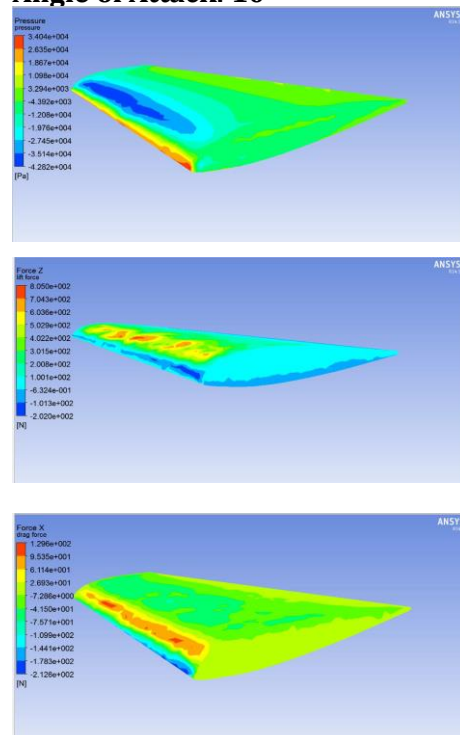 Angle of Attack: 10
Pressure
pressure
ANSYS
3.404e+004
2.635e+004
1.867e+004
1.098e+004
3.294e+003
-4.392e+003
-1.208e+004
-1.976e+004
-2.745e+004
-3.514e+004
-4.282e+004
[Pa]
Force Z
lift force
ANSYS
8.050e+002
7.043e+002
6.036e+002
5.029e+002
4.022e+002
3.015e+002
2.008e+002
1.001e+002
-6.324e-001
-1.013e+002
-2.020e+002
[N]
Force X
drag force
ANSYS
1.296e+002
9.535e+001
6.114e+001
2.693e+001
-7.286e+000
-4.150e+001
-7.571e+001
-1.099e+002
-1.441e+002
-1.783e+002
-2.126e+002
[N]